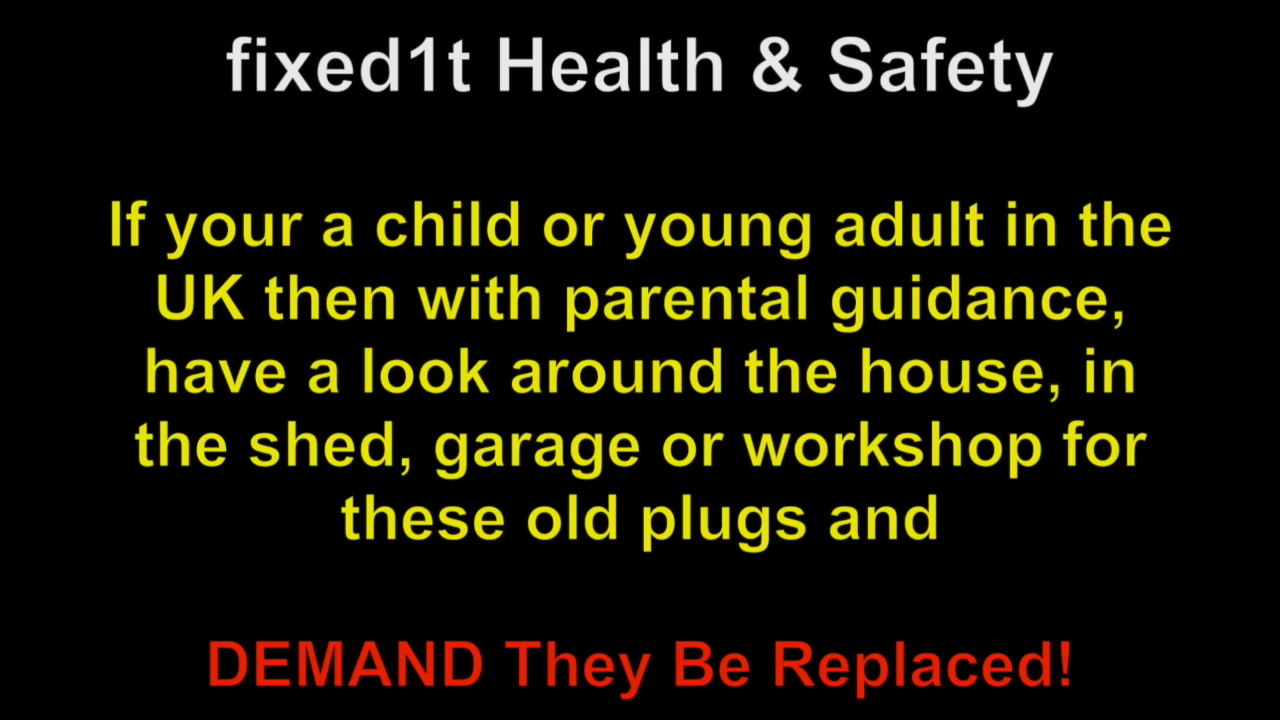 fixed1t Health & Safety
If your a child or young adult in the
UK then with parental guidance,
have a look around the house, in
the shed, garage or workshop for
these old plugs and
DEMAND They Be Replaced!